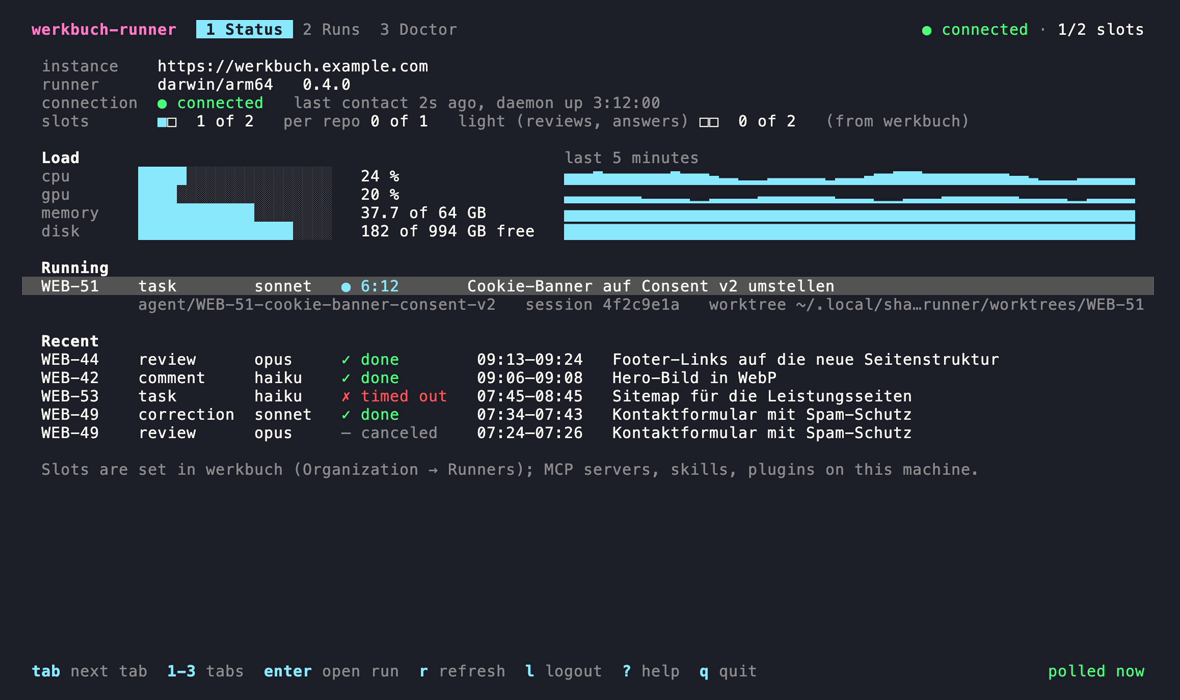 werkbuch-runner 1 Status 2 Runs 3 Doctor ● connected · 1/2 slots
instance https://werkbuch.example.com
runner darwin/arm64 0.4.0
connection ● connected last contact 2s ago, daemon up 3:12:00
slots ■□ 1 of 2 per repo 0 of 1 light (reviews, answers) □□ 0 of 2 (from werkbuch)
Load last 5 minutes
cpu 24 %
gpu 20 %
memory 37.7 of 64 GB
disk 182 of 994 GB free
Running
WEB-51 task sonnet ● 6:12 Cookie-Banner auf Consent v2 umstellen
agent/WEB-51-cookie-banner-consent-v2 session 4f2c9e1a worktree ~/.local/sha…runner/worktrees/WEB-51
Recent
WEB-44 review opus ✓ done 09:13–09:24 Footer-Links auf die neue Seitenstruktur
WEB-42 comment haiku ✓ done 09:06–09:08 Hero-Bild in WebP
WEB-53 task haiku ✗ timed out 07:45–08:45 Sitemap für die Leistungsseiten
WEB-49 correction sonnet ✓ done 07:34–07:43 Kontaktformular mit Spam-Schutz
WEB-49 review opus – canceled 07:24–07:26 Kontaktformular mit Spam-Schutz
Slots are set in werkbuch (Organization → Runners); MCP servers, skills, plugins on this machine.
tab next tab 1-3 tabs enter open run r refresh l logout ? help q quit polled now